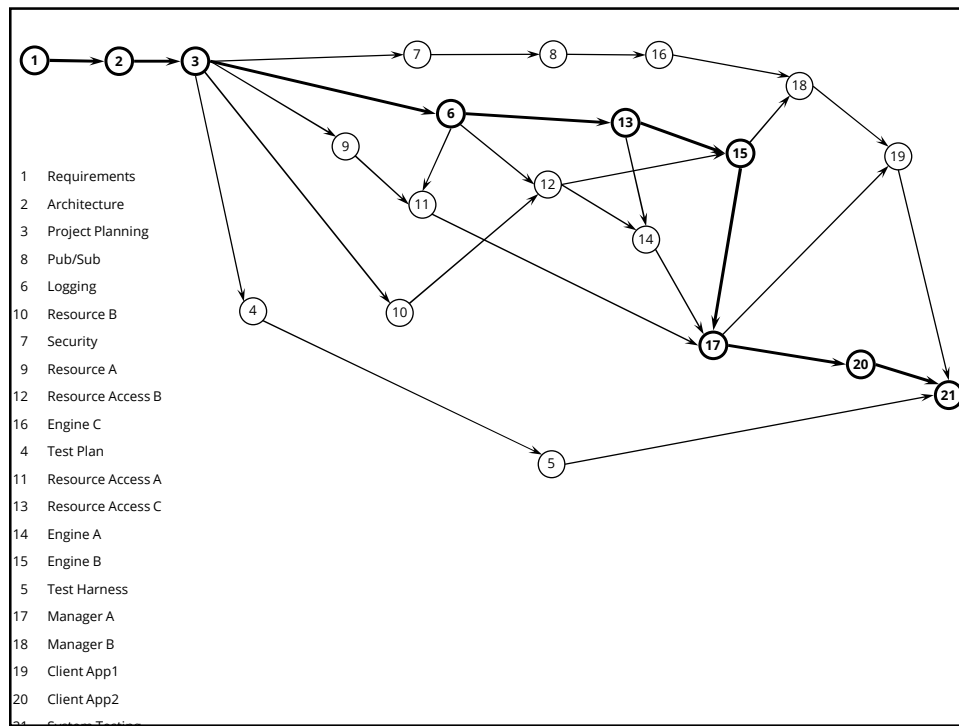 1
2
3
7
8
16
18
6
13
15
9
19
12
11
14
4
10
17
20
21
5
1 Requirements
2 Architecture
3 Project Planning
8 Pub/Sub
6 Logging
10 Resource B
7 Security
9 Resource A
12 Resource Access B
16 Engine C
4 Test Plan
11 Resource Access A
13 Resource Access C
14 Engine A
15 Engine B
5 Test Harness
17 Manager A
18 Manager B
19 Client App1
20 Client App2
21 System Testing